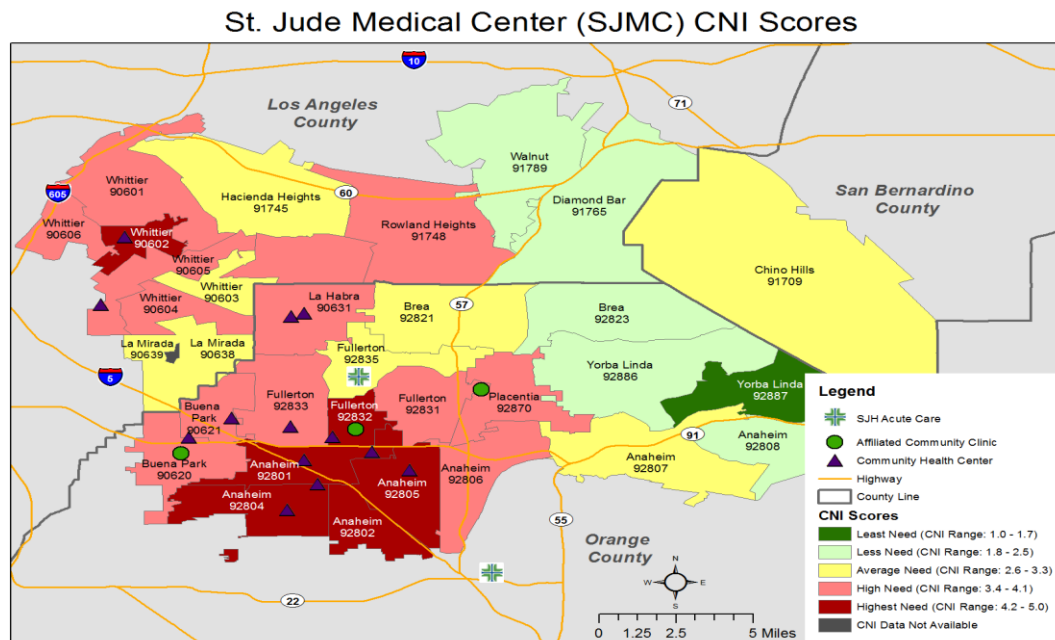 St. Jude Medical Center (SJMC) CNI Scores
10
Los Angeles
County
71
Walnut
91789
Whittier
90601
Hacienda Heights
91745
60
Diamond Bar
91765
San Bernardino
County
605
Whittier
90606
Whittier
90602
Rowland Heights
91748
Whittier
90605
Chino Hills
91709
Whittier
90603
Whittier
90604
La Habra
90631
Brea
92821
57
Brea
92823
La Mirada
90639
La Mirada
90638
Fullerton
92835
5
Yorba Linda
92886
Yorba Linda
92887
Buena
Park
90621
Fullerton
92833
Fullerton
92832
Fullerton
92831
Placentia
92870
91
Anaheim
92808
Buena Park
90620
Anaheim
92801
Anaheim
92805
Anaheim
92806
Anaheim
92807
Anaheim
92804
Anaheim
92802
55
Orange
County
22
N
W
E
S
0 1.25 2.5 5 Miles
Legend
SJH Acute Care
Affiliated Community Clinic
Community Health Center
Highway
County Line
CNI Scores
Least Need (CNI Range: 1.0 - 1.7)
Less Need (CNI Range: 1.8 - 2.5)
Average Need (CNI Range: 2.6 - 3.3)
High Need (CNI Range: 3.4 - 4.1)
Highest Need (CNI Range: 4.2 - 5.0)
CNI Data Not Available